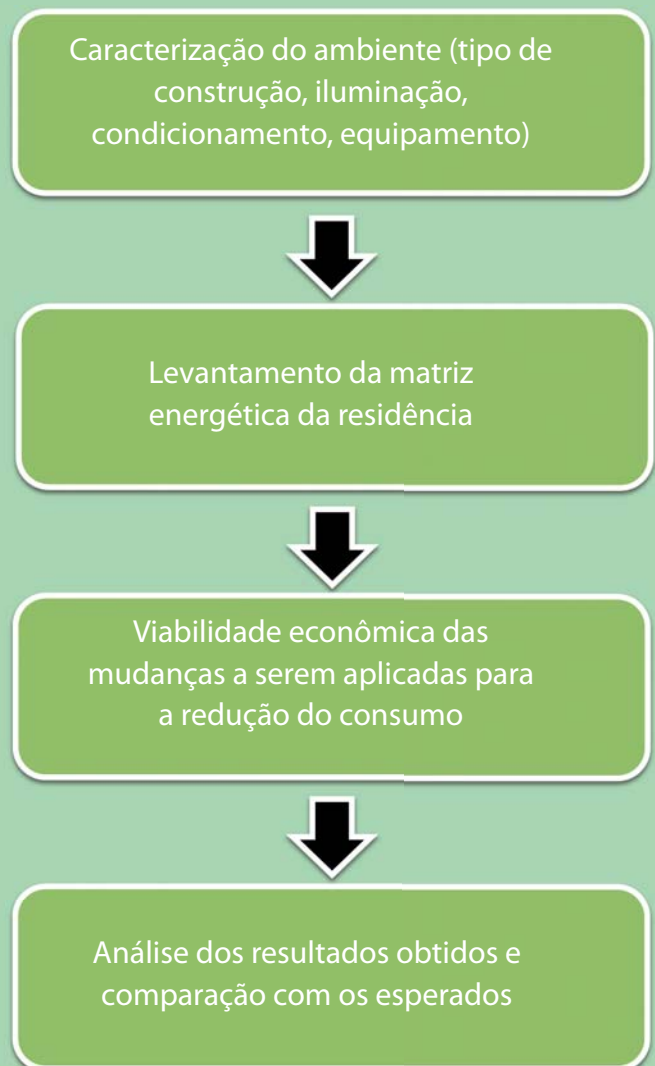 Caracterização do ambiente (tipo de
construção, iluminação,
condicionamento, equipamento)
Levantamento da matriz
energética da residência
Viabilidade econômica das
mudanças a serem aplicadas para
a redução do consumo
Análise dos resultados obtidos e
comparação com os esperados